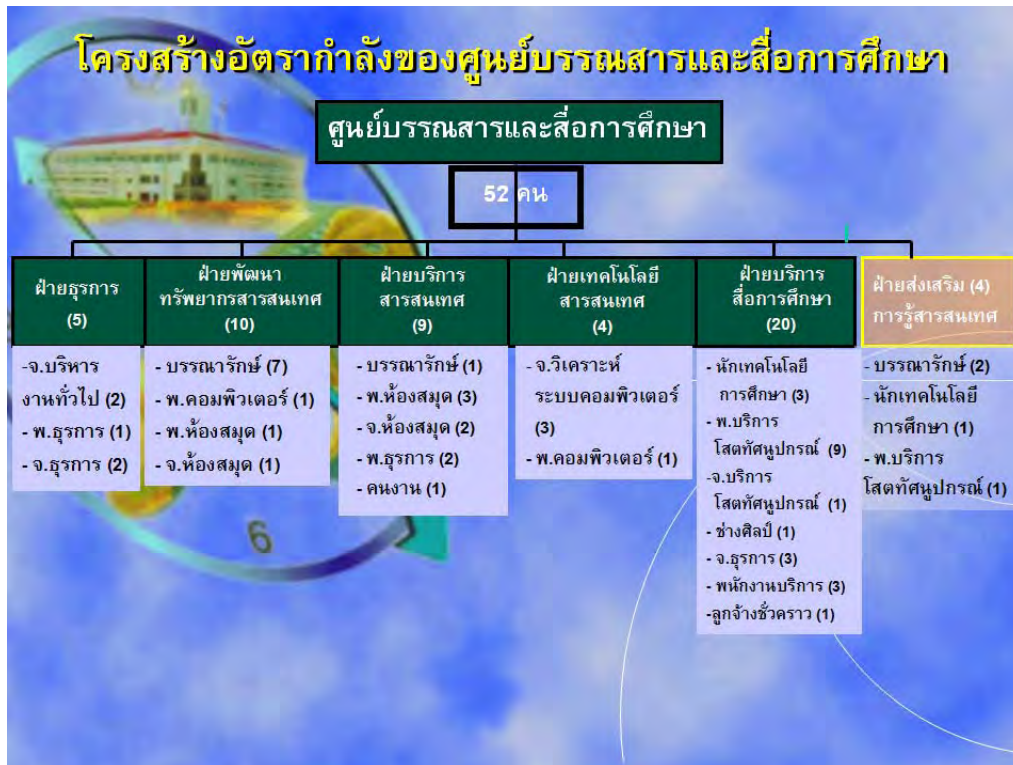 โครงสร้างอัตรากำลังของศูนย์บรรณสารและสื่อการศึกษา
ศูนย์บรรณสารและสื่อการศึกษา
52 คน
ฝ่ายธุรการ
(5)
-จ.บริหาร
งานทั่วไป (2)
- พ.ธุรการ (1)
- จ.ธุรการ (2)
ฝ่ายพัฒนา
ทรัพยากรสารสนเทศ
(10)
- บรรณารักษ์ (7)
- พ.คอมพิวเตอร์ (1)
- พ.ห้องสมุด (1)
- จ.ห้องสมุด (1)
ฝ่ายบริการ
สารสนเทศ
(9)
- บรรณารักษ์ (1)
- พ.ห้องสมุด (3)
- จ.ห้องสมุด (2)
- พ.ธุรการ (2)
- คนงาน (1)
ฝ่ายเทคโนโลยี
สารสนเทศ
(4)
- จ.วิเคราะห์
ระบบคอมพิวเตอร์
(3)
- พ.คอมพิวเตอร์ (1)
ฝ่ายบริการ
สื่อการศึกษา
(20)
- นักเทคโนโลยี
การศึกษา (3)
- พ.บริการ
โสตทัศนูปกรณ์ (9)
-จ.บริการ
โสตทัศนูปกรณ์ (1)
- ช่างศิลป์ (1)
- จ.ธุรการ (3)
- พนักงานบริการ (3)
-ลูกจ้างชั่วคราว (1)
ฝ่ายส่งเสริม (4)
การรู้สารสนเทศ
- บรรณารักษ์ (2)
- นักเทคโนโลยี
การศึกษา (1)
- พ.บริการ
โสตทัศนูปกรณ์ (1)
6